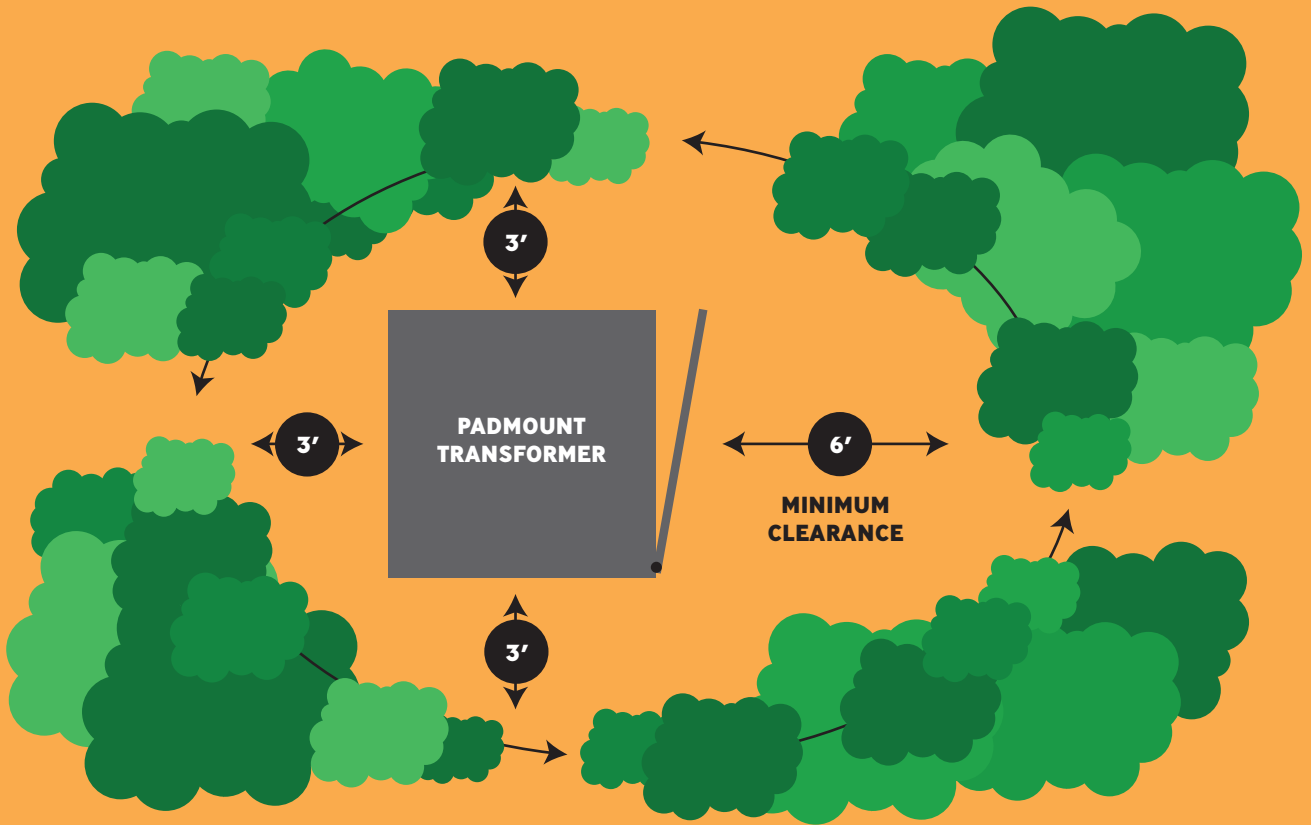 3′
3′
PADMOUNT
TRANSFORMER
6′
MINIMUM
CLEARANCE
3′